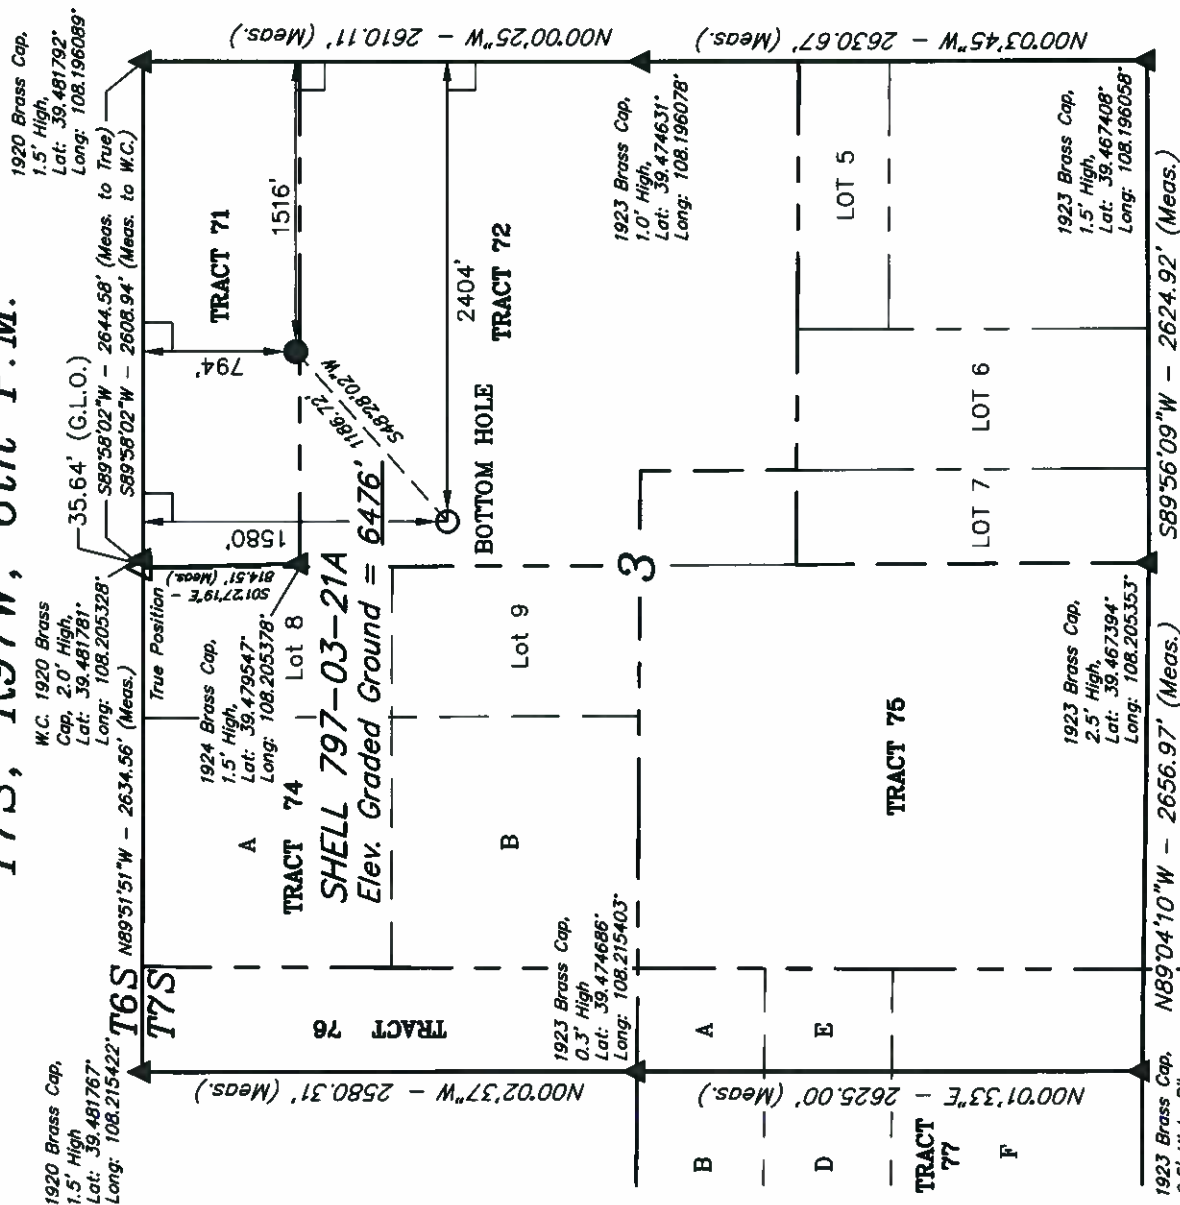 T7S, R97W, 6th P.M.
1920 Brass Cap,
1.5' High,
Lat: 39.481792°
Long: 108.196089°
35.64' (G.L.O.)
S89°58'02"W - 2644.58' (Meas. to True)
S89°58'02"W - 2608.94' (Meas. to W.C.)
W.C. 1920 Brass
Cap, 2.0' High,
Lat: 39.481781°
Long: 108.205328°
N89°51'51"W - 2634.56' (Meas.)
1920 Brass Cap,
1.5' High
Lat: 39.481767°
Long: 108.215422°
T6S
T7S
True Position
S01°27'19"E -
814.51' (Meas.)
1580'
794'
TRACT 71
1516'
1924 Brass Cap,
1.5' High,
Lat: 39.479547°
Long: 108.205378°
Lot 8
A
TRACT 74
SHELL 797-03-21A
Elev. Graded Ground = 6476'
1186.72'
S48°28'02"W
2404'
BOTTOM HOLE
TRACT 72
N00°00'25"W - 2610.11' (Meas.)
TRACT 76
N00°02'37"W - 2580.31' (Meas.)
B
Lot 9
1923 Brass Cap,
0.3' High
Lat: 39.474686°
Long: 108.215403°
3
1923 Brass Cap,
1.0' High,
Lat: 39.474631°
Long: 108.196078°
N00°03'45"W - 2630.67' (Meas.)
LOT 5
LOT 6
LOT 7
TRACT 75
B
A
D
E
TRACT
77
F
N00°01'33"E - 2625.00' (Meas.)
1923 Brass Cap,
2.5' High,
Lat: 39.467394°
Long: 108.205353°
1923 Brass Cap,
1.5' High,
Lat: 39.467408°
Long: 108.196058°
1923 Brass Cap,
N89°04'10"W - 2656.97' (Meas.)
S89°56'09"W - 2624.92' (Meas.)